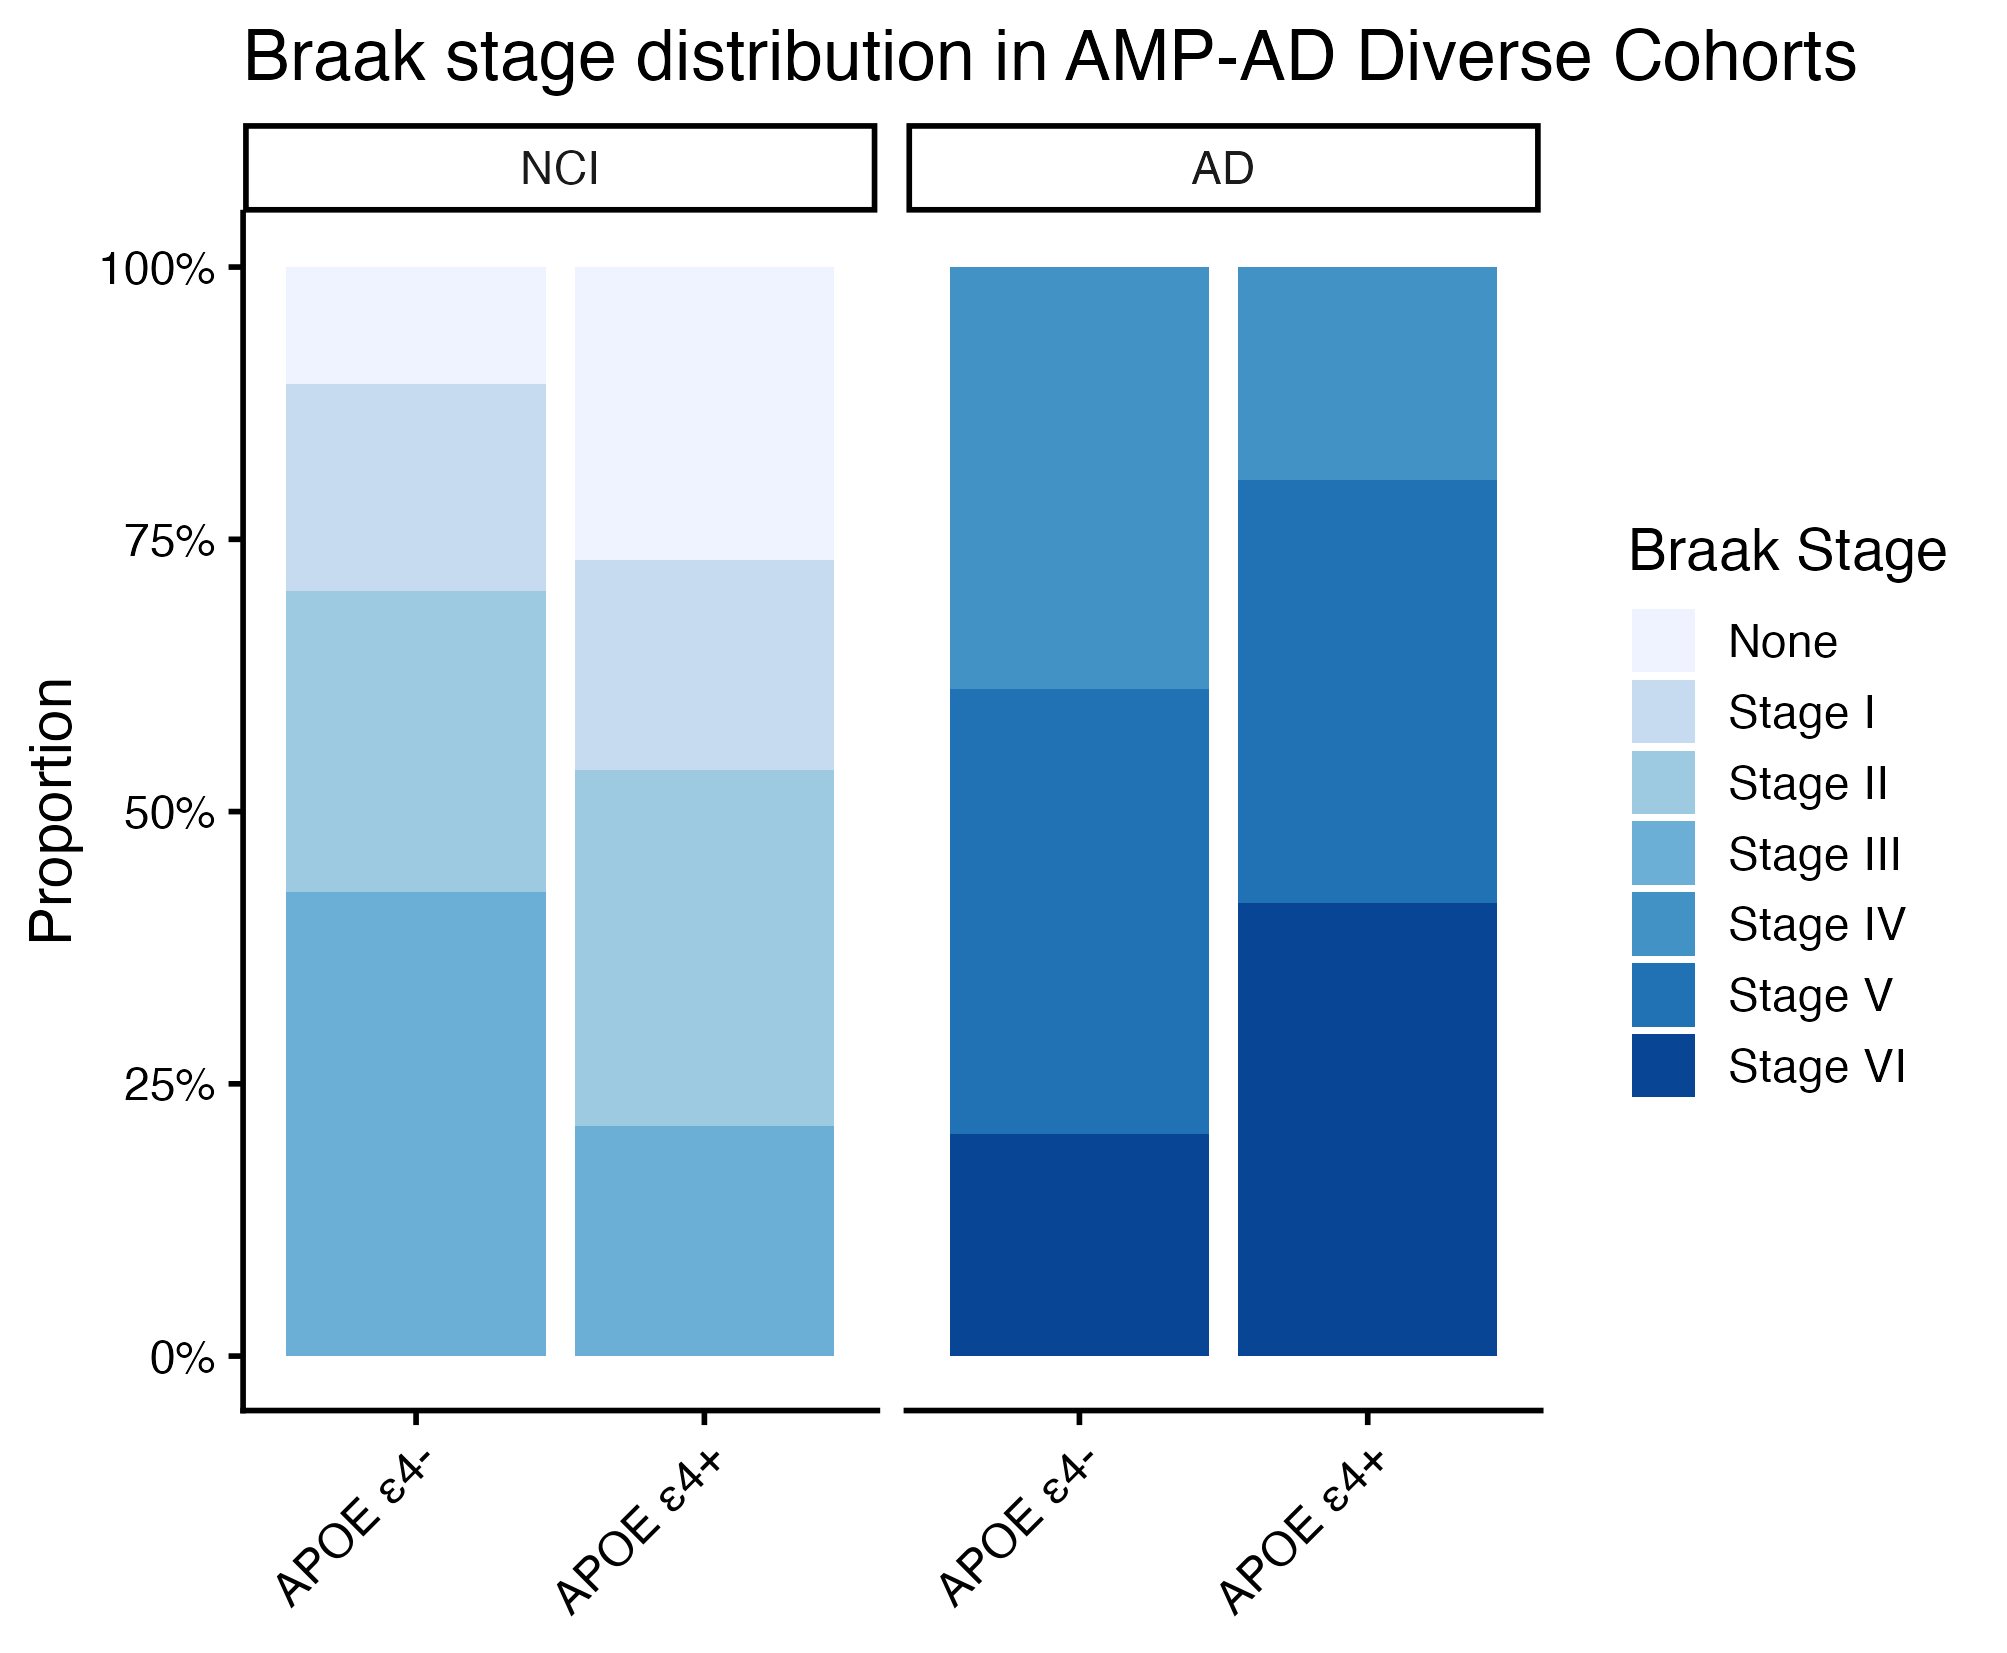 Braak stage distribution in AMP-AD Diverse Cohorts
NCI
AD
100%
75%
50%
25%
0%
Proportion
APOE ε4-
APOE ε4+
APOE ε4-
APOE ε4+
Braak Stage
None
Stage I
Stage II
Stage III
Stage IV
Stage V
Stage VI